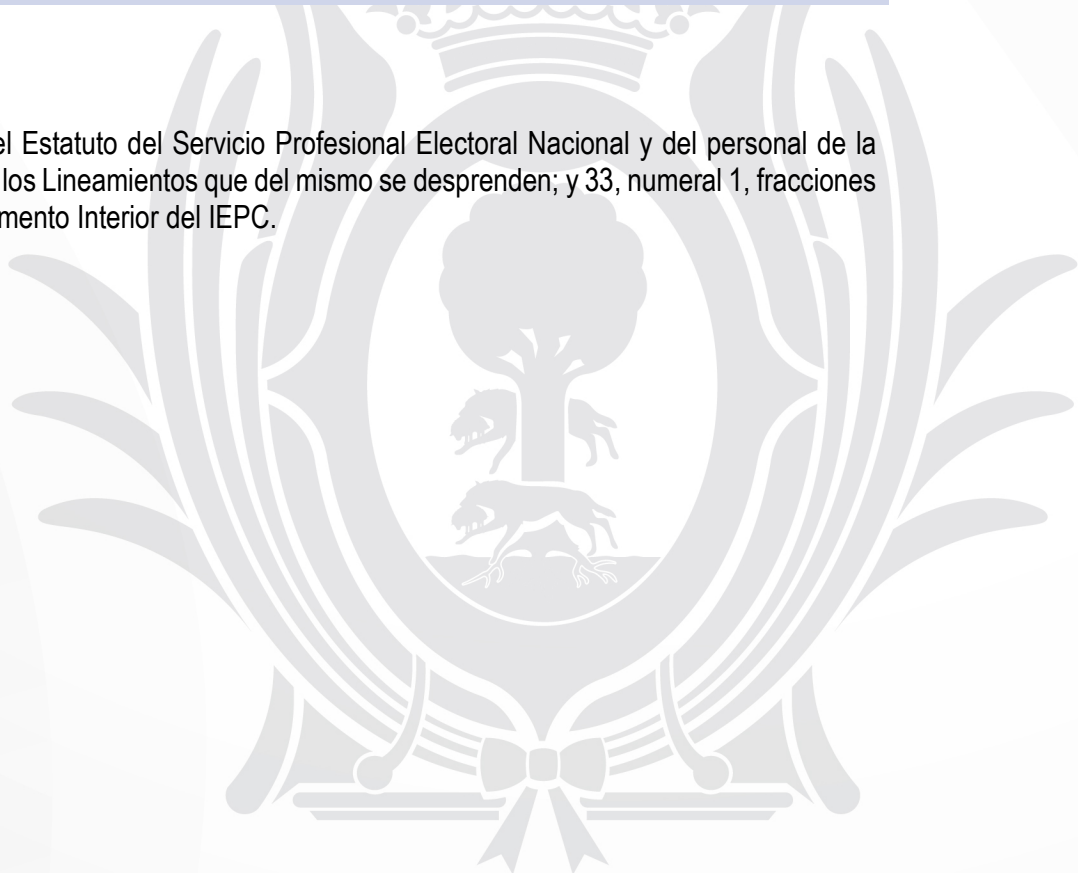 el Estatuto del Servicio Profesional Electoral Nacional y del personal de la
los Lineamientos que del mismo se desprenden; y 33, numeral 1, fracciones
mento Interior del IEPC.